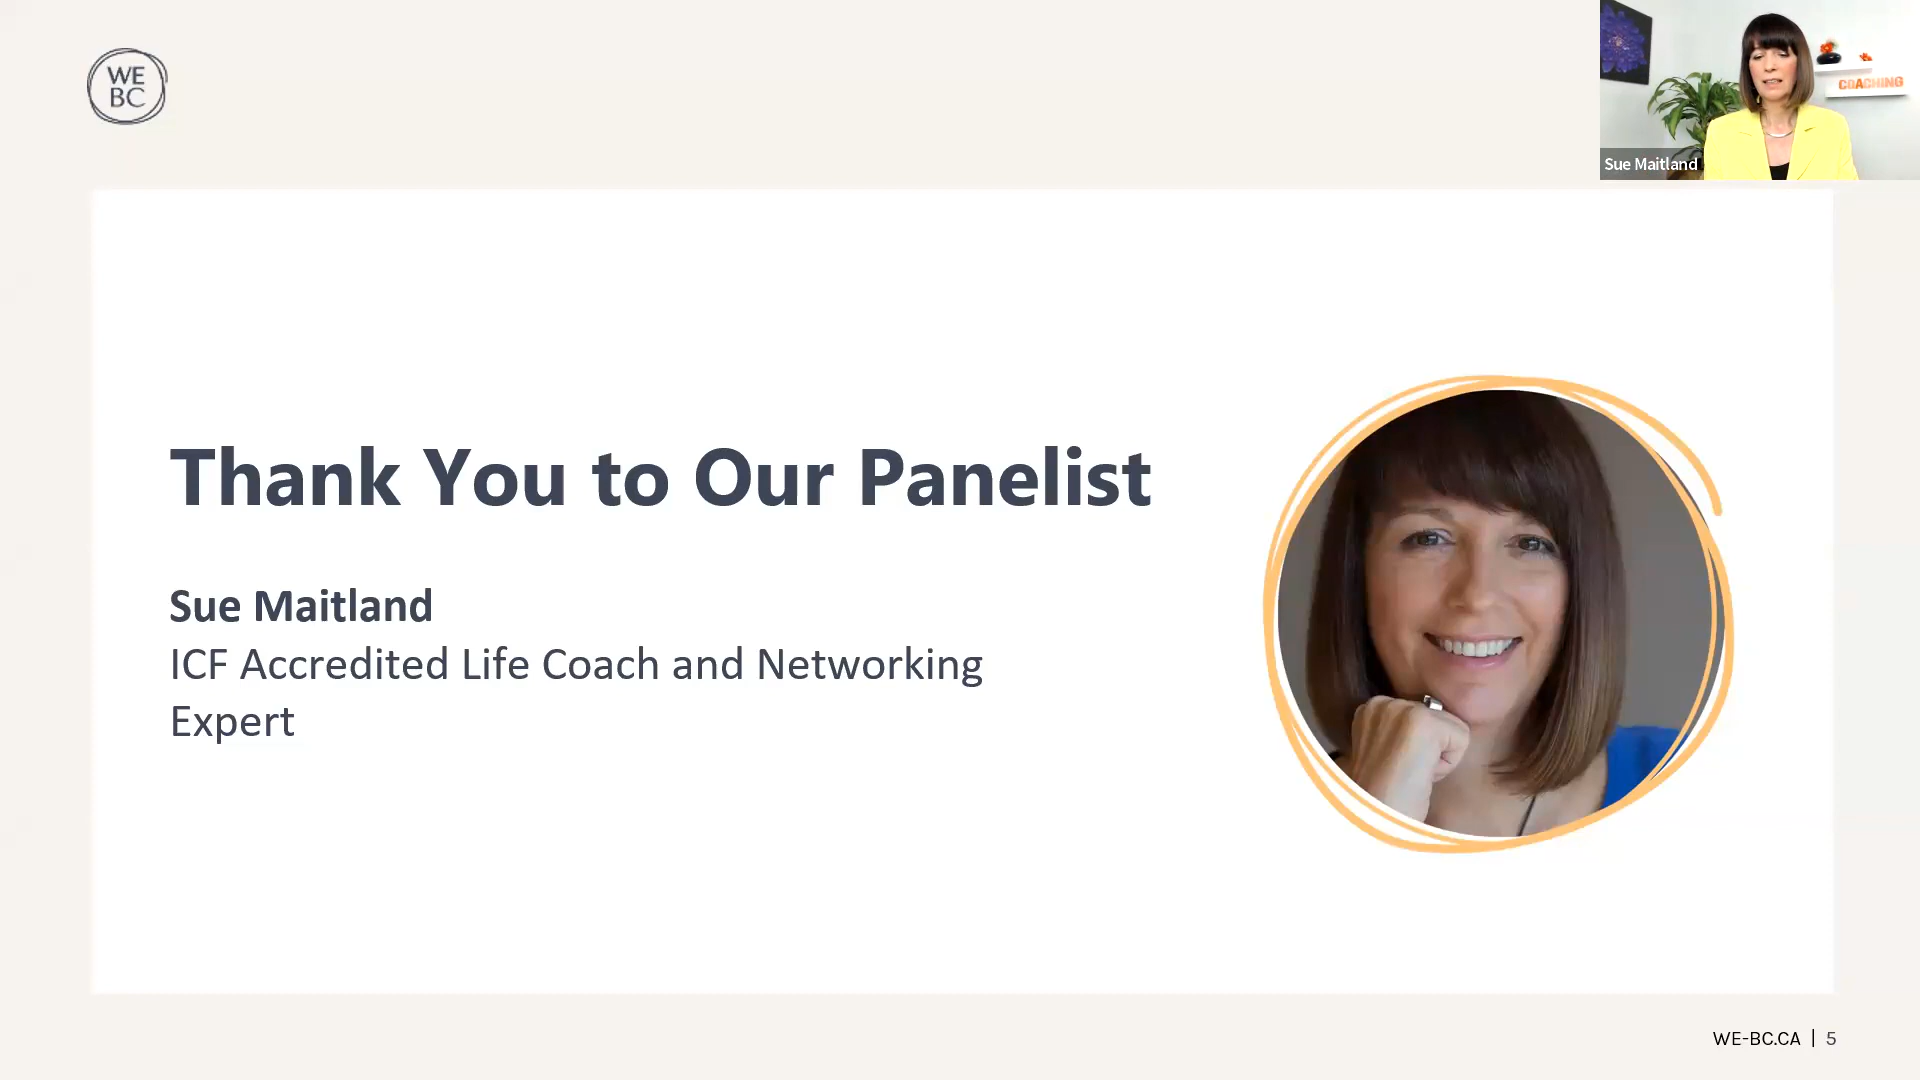 WE
BC
COACHING
Sue Maitland
Thank You to Our Panelist
Sue Maitland
ICF Accredited Life Coach and Networking
Expert
WE-BC.CA | 5